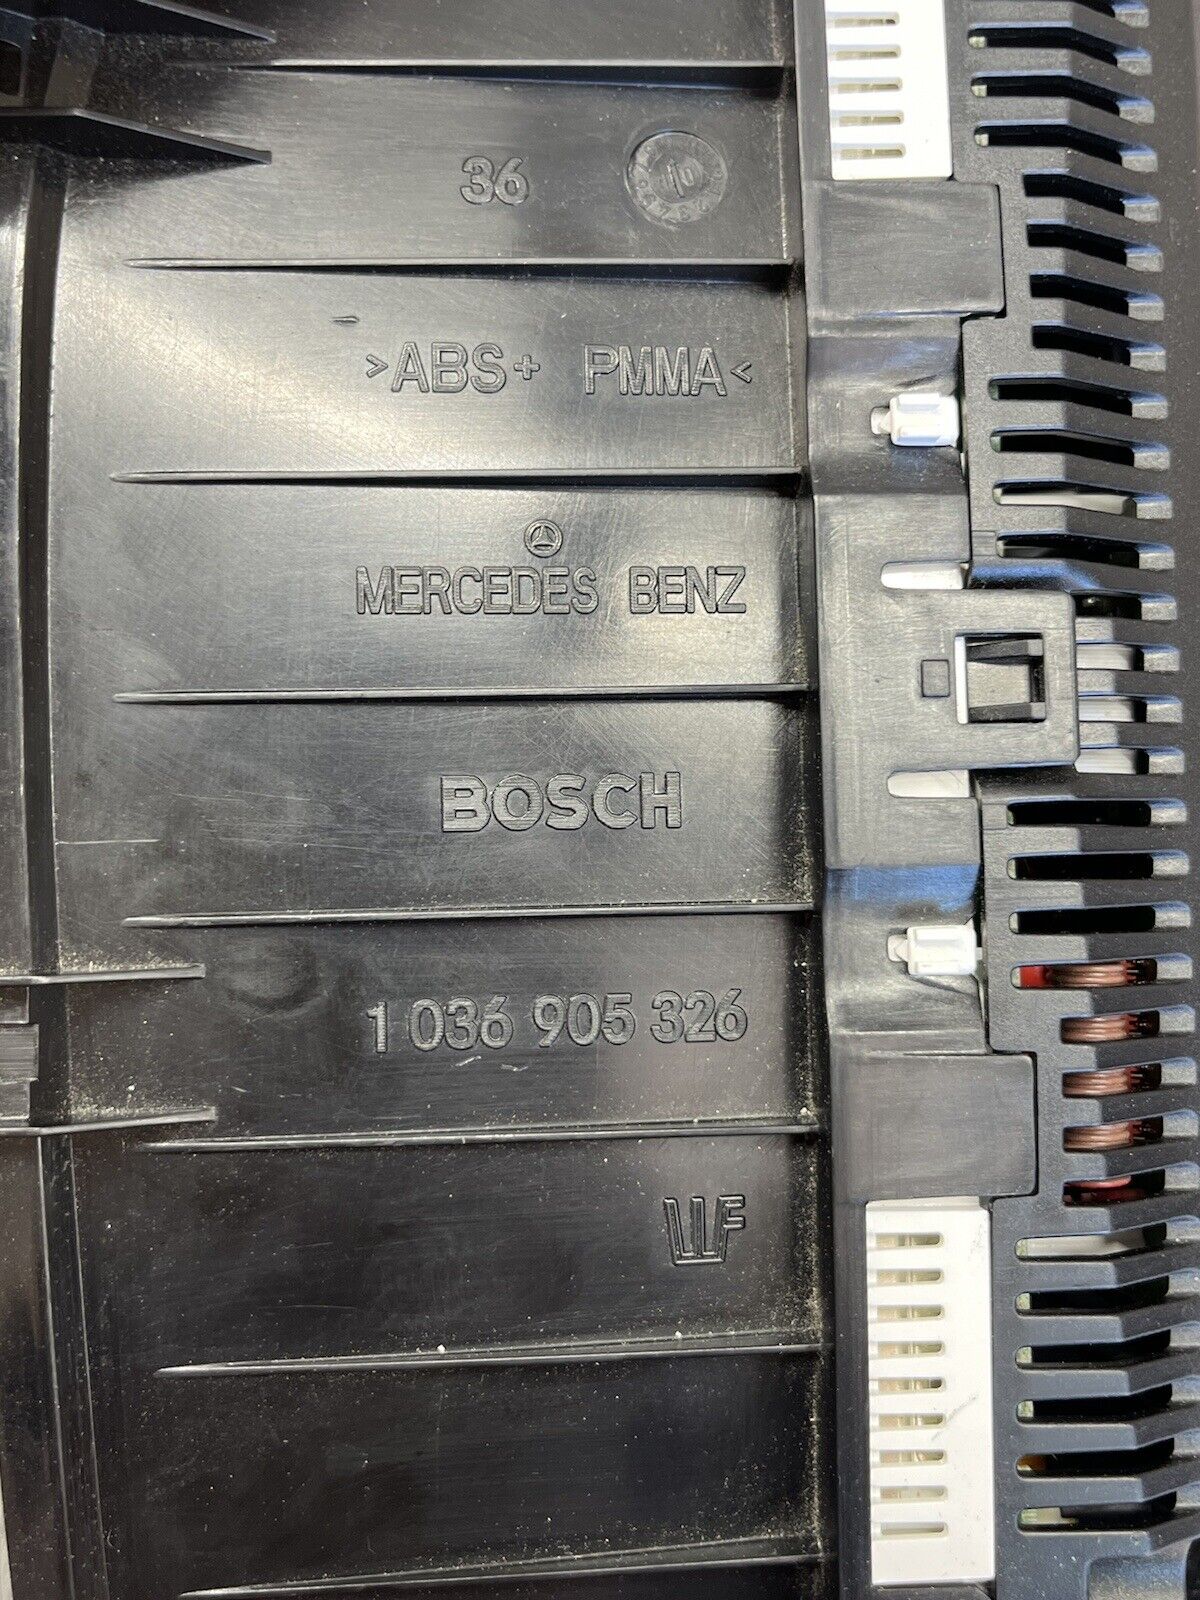 36
>ABS+ PMMA<
MERCEDES BENZ
BOSCH
1 036 905 326